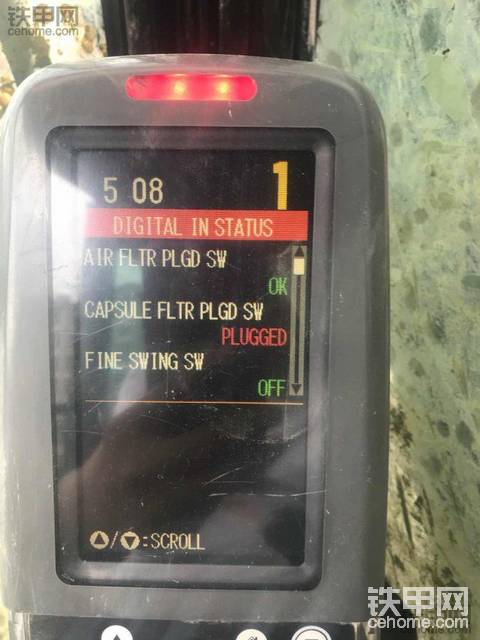 铁甲网
cehome.com
5 08
1
DIGITAL IN STATUS
AIR FLTR PLGD SW
OK
CAPSULE FLTR PLGD SW
PLUGGED
FINE SWING SW
OFF
/ :SCROLL
铁甲网
cehome.com